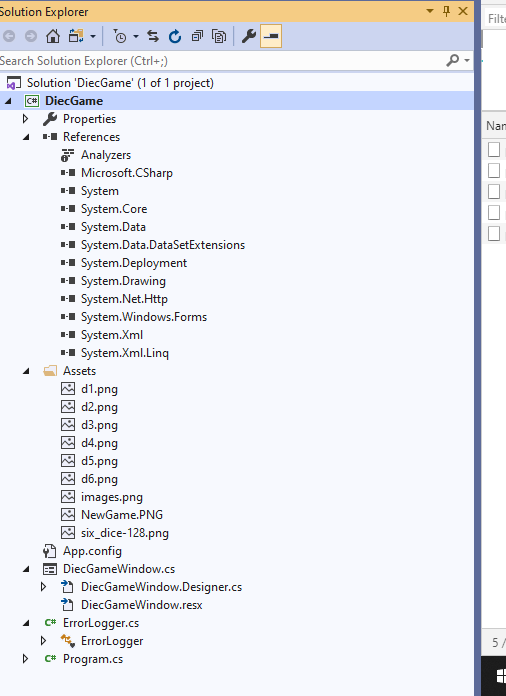 Solution Explorer
Filte
Search Solution Explorer (Ctrl+;)
Solution 'DiecGame' (1 of 1 project)
C# DiecGame
Properties
References
Analyzers
Microsoft.CSharp
System
System.Core
System.Data
System.Data.DataSetExtensions
System.Deployment
System.Drawing
System.Net.Http
System.Windows.Forms
System.Xml
System.Xml.Linq
Assets
d1.png
d2.png
d3.png
d4.png
d5.png
d6.png
images.png
NewGame.PNG
six_dice-128.png
App.config
DiecGameWindow.cs
DiecGameWindow.Designer.cs
DiecGameWindow.resx
C# ErrorLogger.cs
ErrorLogger
C# Program.cs
Nam
5 /